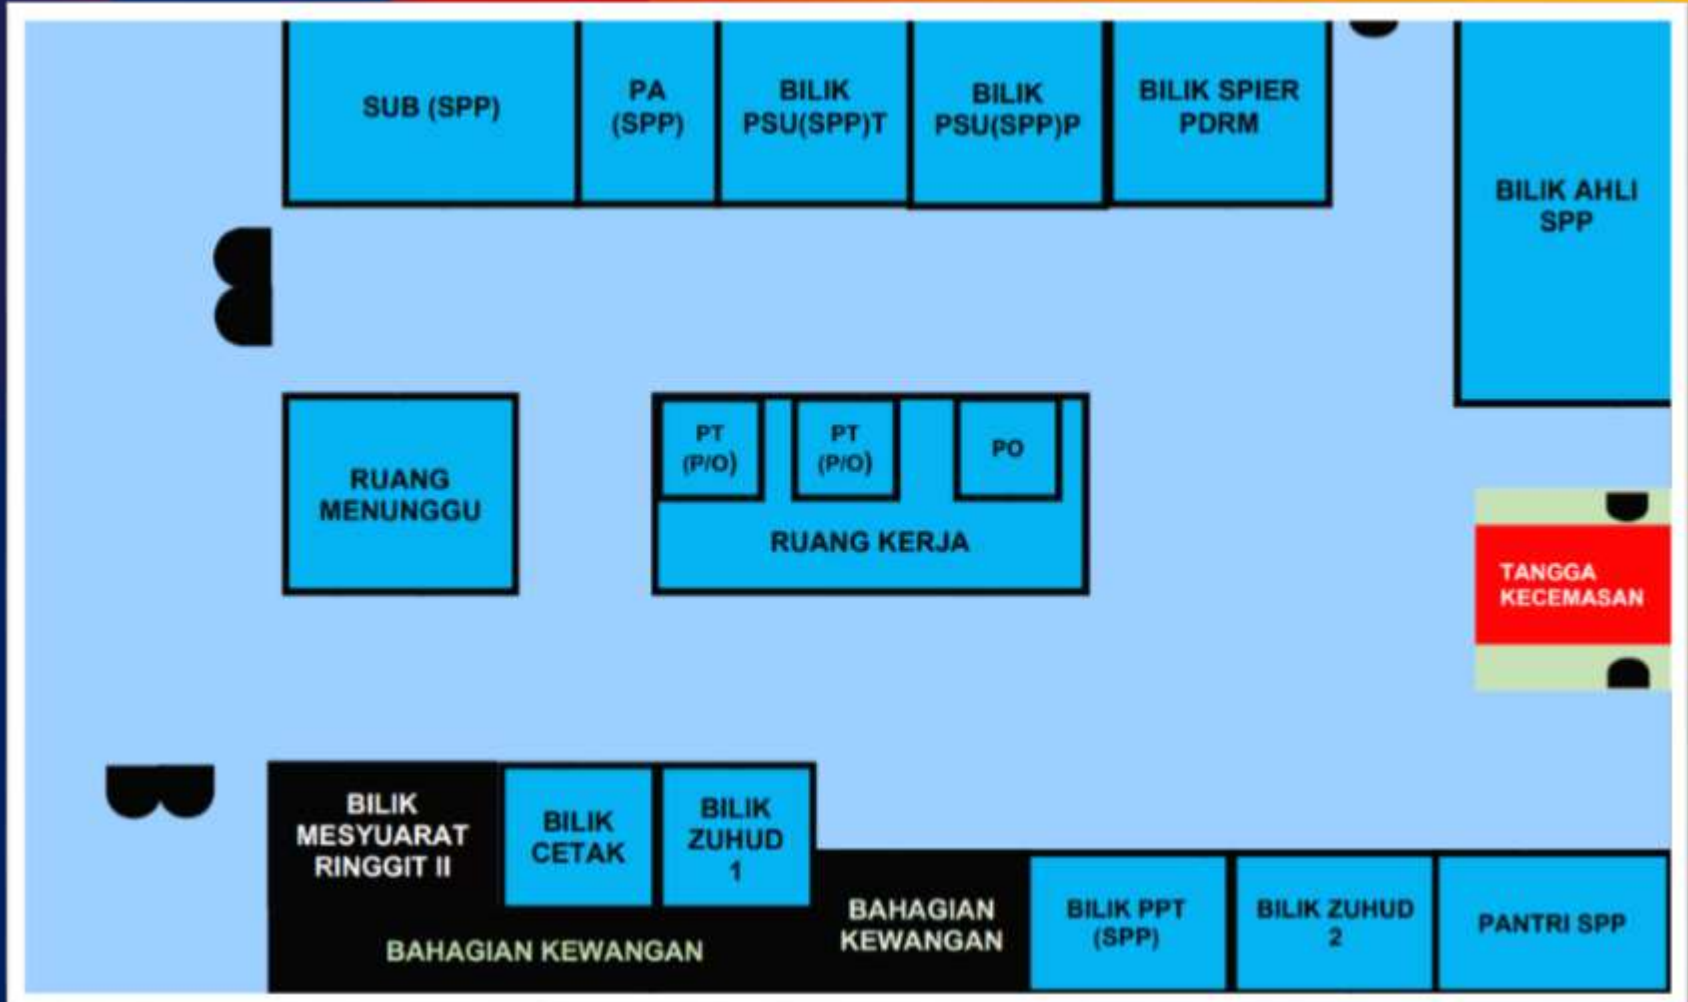 SUB (SPP)
PA
(SPP)
BILIK
PSU(SPP)T
BILIK
PSU(SPP)P
BILIK SPIER
PDRM
BILIK AHLI
SPP
RUANG
MENUNGGU
PT
(P/O)
PT
(P/O)
PO
RUANG KERJA
TANGGA
KECEMASAN
BILIK
MESYUARAT
RINGGIT II
BILIK
CETAK
BILIK
ZUHUD
1
BAHAGIAN KEWANGAN
BAHAGIAN
KEWANGAN
BILIK PPT
(SPP)
BILIK ZUHUD
2
PANTRI SPP